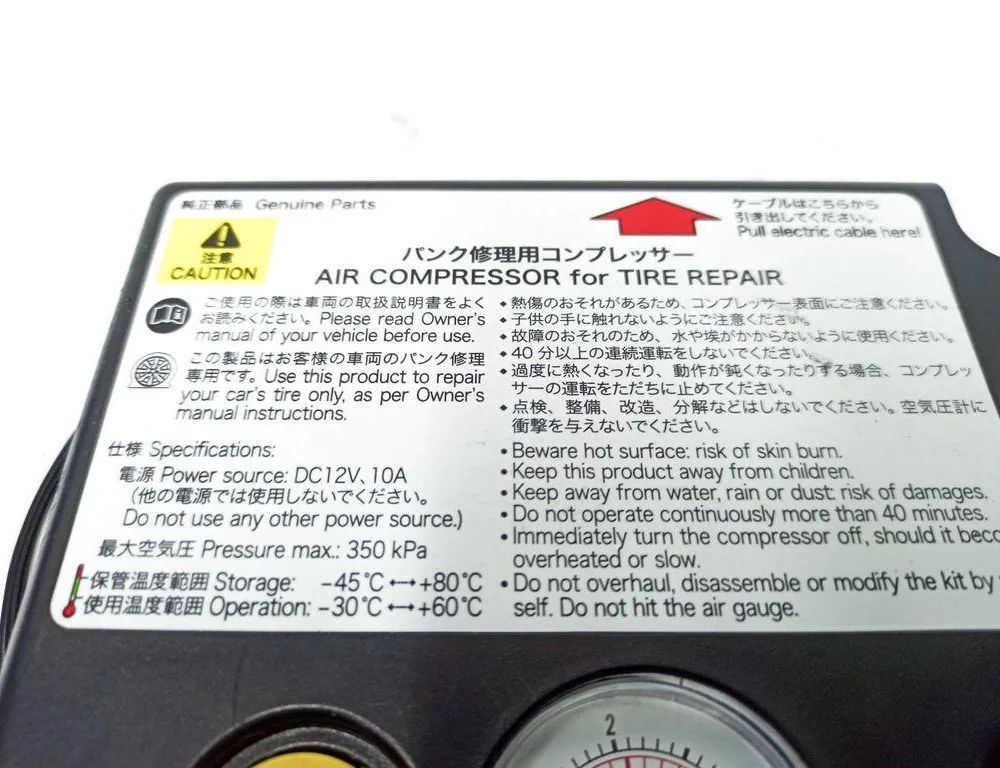 純正部品 Genuine Parts
ケーブルはこちらから
引き出してください。
Pull electric cable here!
注意
CAUTION
パンク修理用コンプレッサー
AIR COMPRESSOR for TIRE REPAIR
ご使用の際は車両の取扱説明書をよく
お読みください。Please read Owner's
manual of your vehicle before use.
この製品はお客様の車両のパンク修理
専用です。Use this product to repair
your car's tire only, as per Owner's
manual instructions.
仕様 Specifications:
電源 Power source: DC12V、10A
(他の電源では使用しないでください。
Do not use any other power source.)
最大空気圧 Pressure max.: 350 kPa
保管温度範囲 Storage: −45℃ ↔ +80℃
使用温度範囲 Operation: −30℃ ↔ +60℃
◆ 熱傷のおそれがあるため、コンプレッサー表面にご注意ください。
◆ 子供の手に触れないようにご注意ください。
◆ 故障のおそれのため、水や埃がかからないように使用ください。
◆ 40分以上の連続運転をしないでください。
◆ 過度に熱くなったり、動作が鈍くなったりする場合、コンプレッ
サーの運転をただちに止めてください。
◆ 点検、整備、改造、分解などはしないでください。空気圧計に
衝撃を与えないでください。
• Beware hot surface: risk of skin burn.
• Keep this product away from children.
• Keep away from water, rain or dust: risk of damages.
• Do not operate continuously more than 40 minutes.
• Immediately turn the compressor off, should it beco
overheated or slow.
• Do not overhaul, disassemble or modify the kit by
self. Do not hit the air gauge.
2